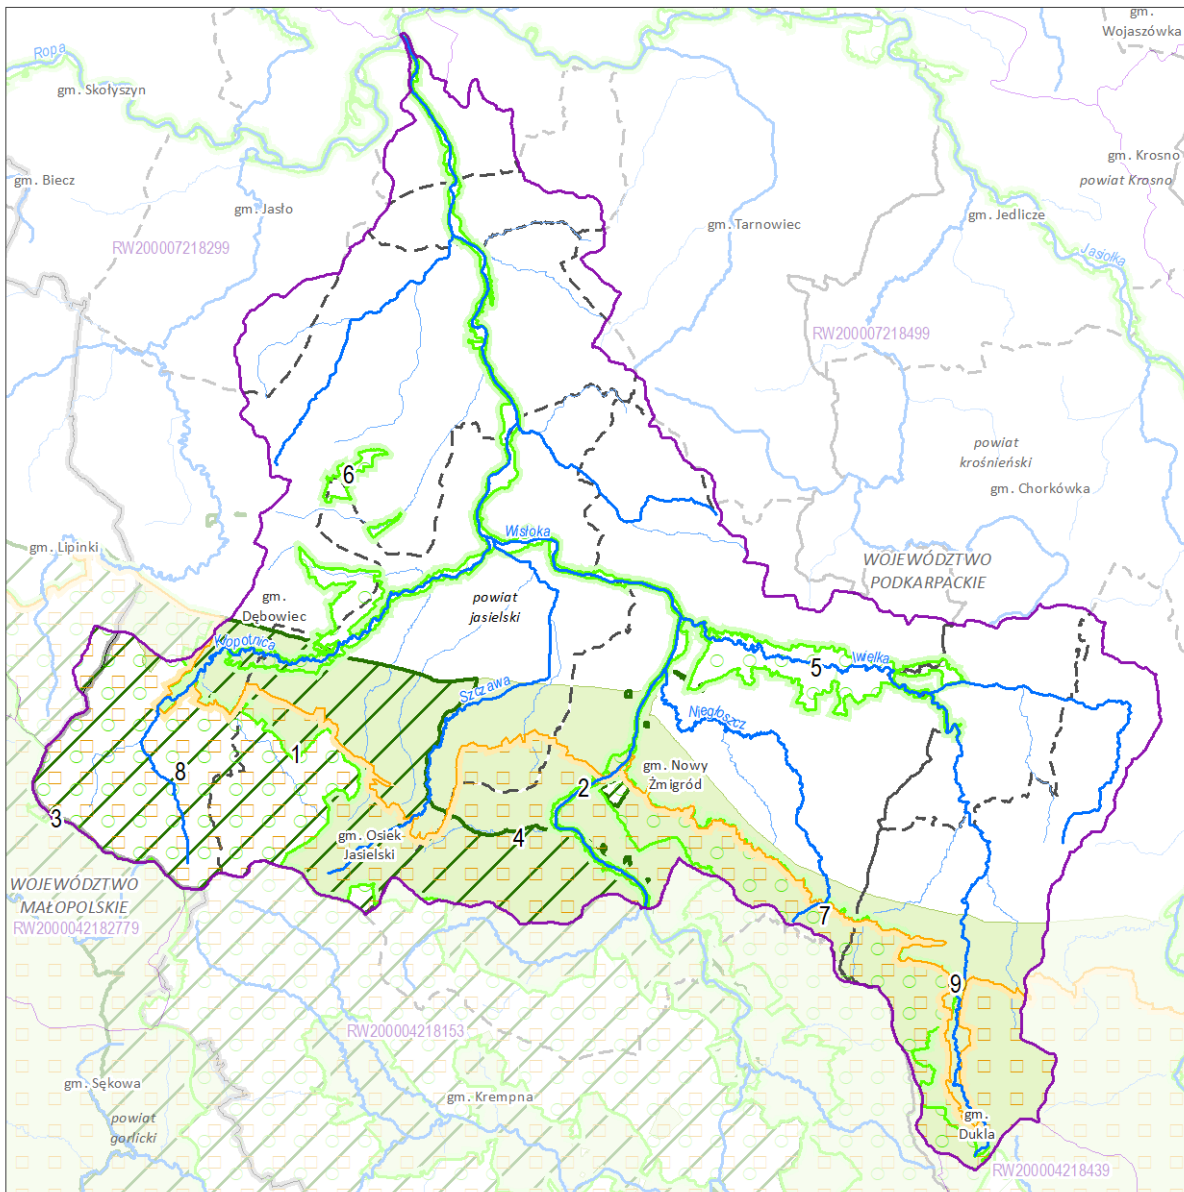 gm.
Wojaszówka
Ropa
gm. Skołyszyn
gm. Krosno
powiat Krosno
gm. Biecz
gm. Jasło
gm. Tarnowiec
gm. Jedlicze
RW200007218299
Jasiołka
RW200007218499
powiat
krośnieński
6
gm. Chorkówka
Wisłoka
gm. Lipinki
WOJEWÓDZTWO
PODKARPACKIE
gm.
Dębowiec
powiat
jasielski
Kłopotnica
Wielka
5
Szczawa
Niegłoszcz
1
8
gm. Nowy
Żmigród
2
3
4
gm. Osiek
Jasielski
WOJEWÓDZTWO
MAŁOPOLSKIE
RW2000042182779
7
9
RW200004218153
gm. Sękowa
gm. Krempna
powiat
gorlicki
gm.
Dukla
RW200004218439